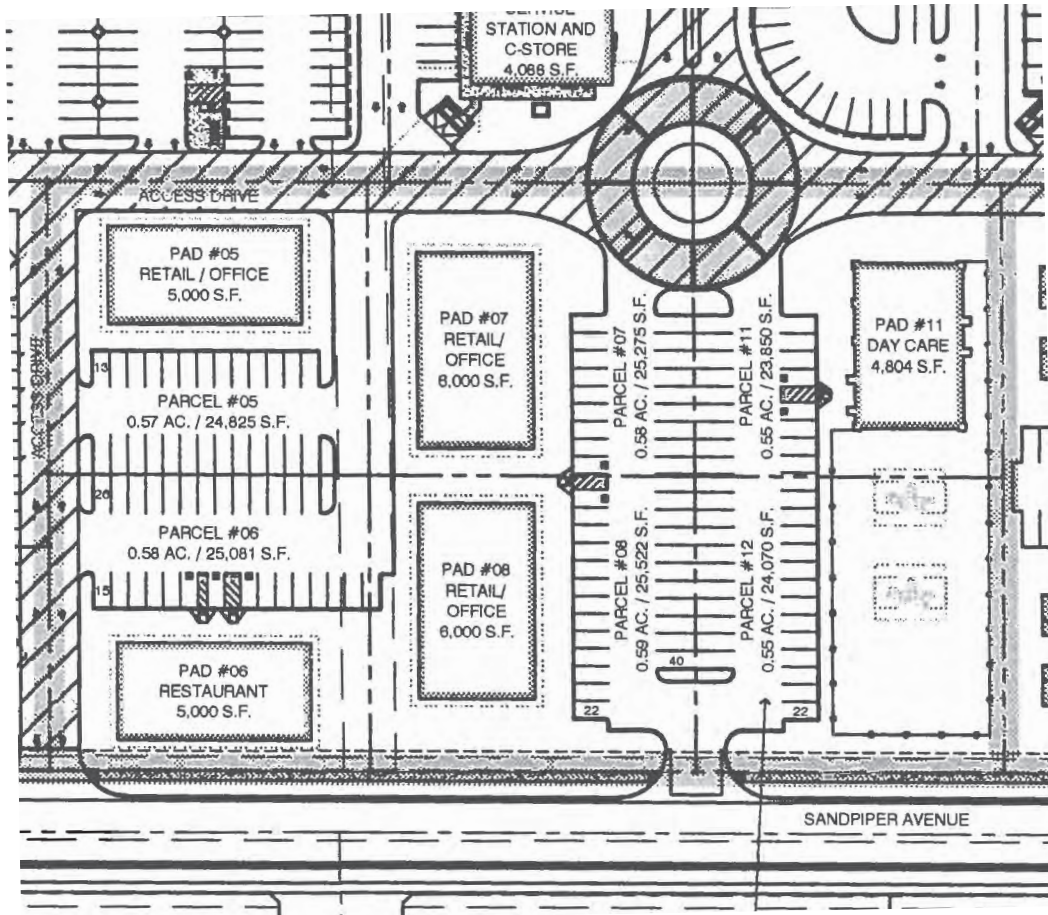 SERVICE
STATION AND
C-STORE
4,066 S.F.
ACCESS DRIVE
PAD #05
RETAIL / OFFICE
5,000 S.F.
PAD #07
RETAIL/
OFFICE
6,000 S.F.
PARCEL #07
0.58 AC. / 25,275 S.F.
PARCEL #11
0.55 AC. / 23,850 S.F.
PAD #11
DAY CARE
4,804 S.F.
ACCESS DRIVE
13
PARCEL #05
0.57 AC. / 24,825 S.F.
26
PARCEL #06
0.58 AC. / 25,081 S.F.
15
PAD #08
RETAIL/
OFFICE
6,000 S.F.
PARCEL #08
0.59 AC. / 25,522 S.F.
PARCEL #12
0.55 AC. / 24,070 S.F.
40
PAD #06
RESTAURANT
5,000 S.F.
22
22
SANDPIPER AVENUE